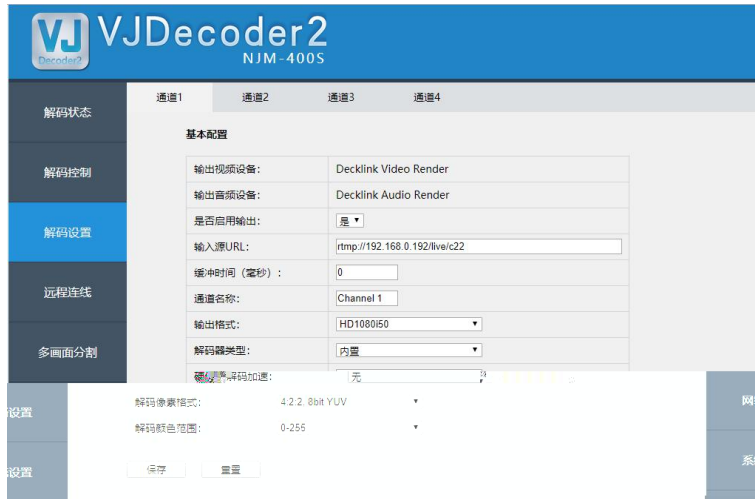 VJ
Decoder2
VJDecoder2
NJM-400S
通道1 通道2 通道3 通道4
解码状态
解码控制
解码设置
远程连线
多画面分割
基本配置
输出视频设备: Decklink Video Render
输出音频设备: Decklink Audio Render
是否启用输出: 是
输入源URL: rtmp://192.168.0.192/live/c22
缓冲时间（毫秒）: 0
通道名称: Channel 1
输出格式: HD1080i50
解码器类型: 内置
解码加速: 无
解码像素格式: 4:2:2, 8bit YUV
解码颜色范围: 0-255
保存 重置
设置
设置
网
系